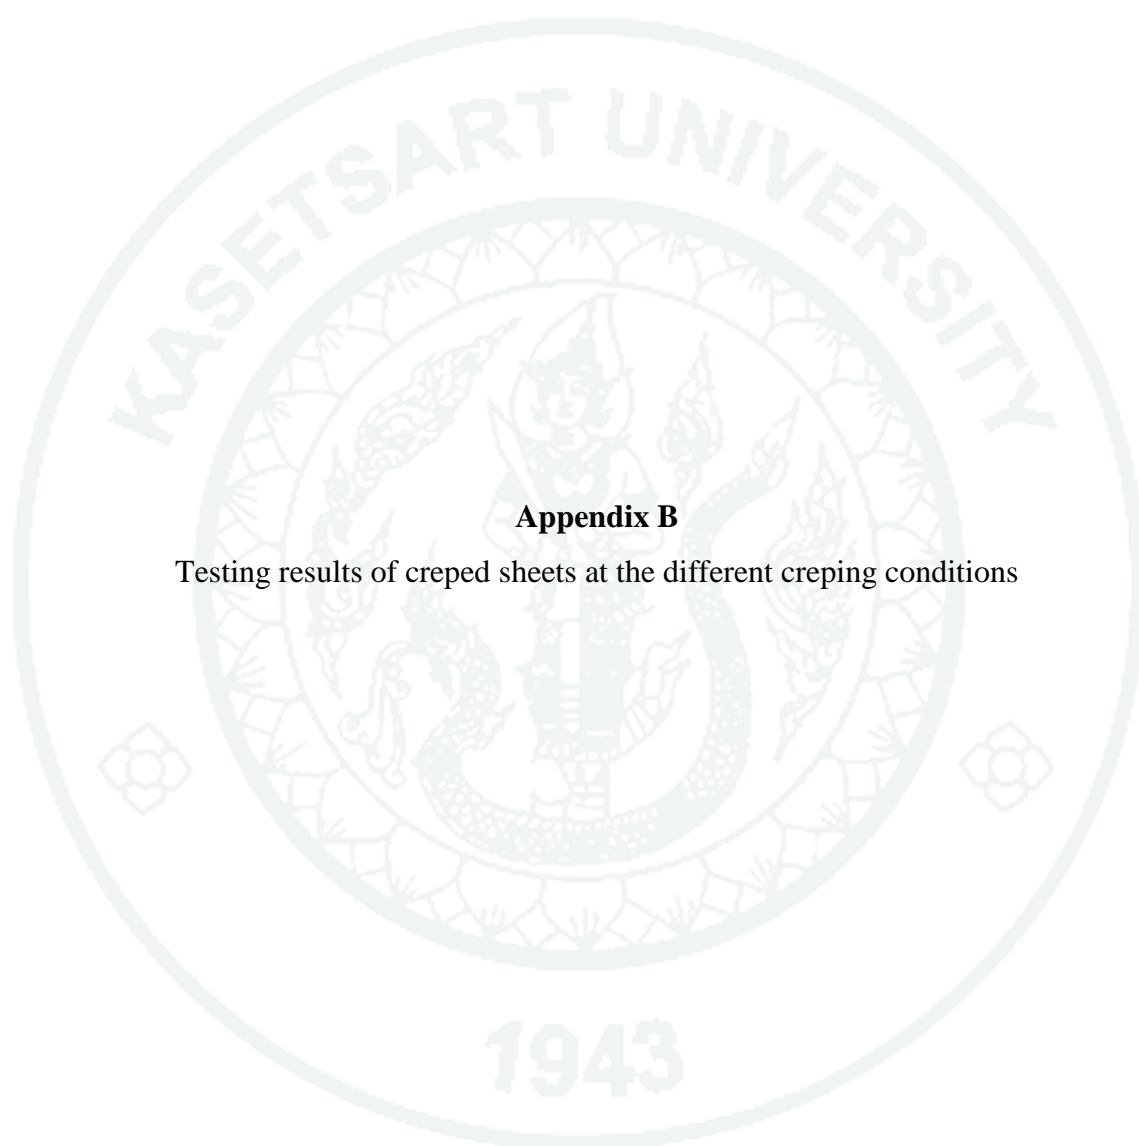 KASETSART UNIVERSITY
Appendix B
Testing results of creped sheets at the different creping conditions
1943